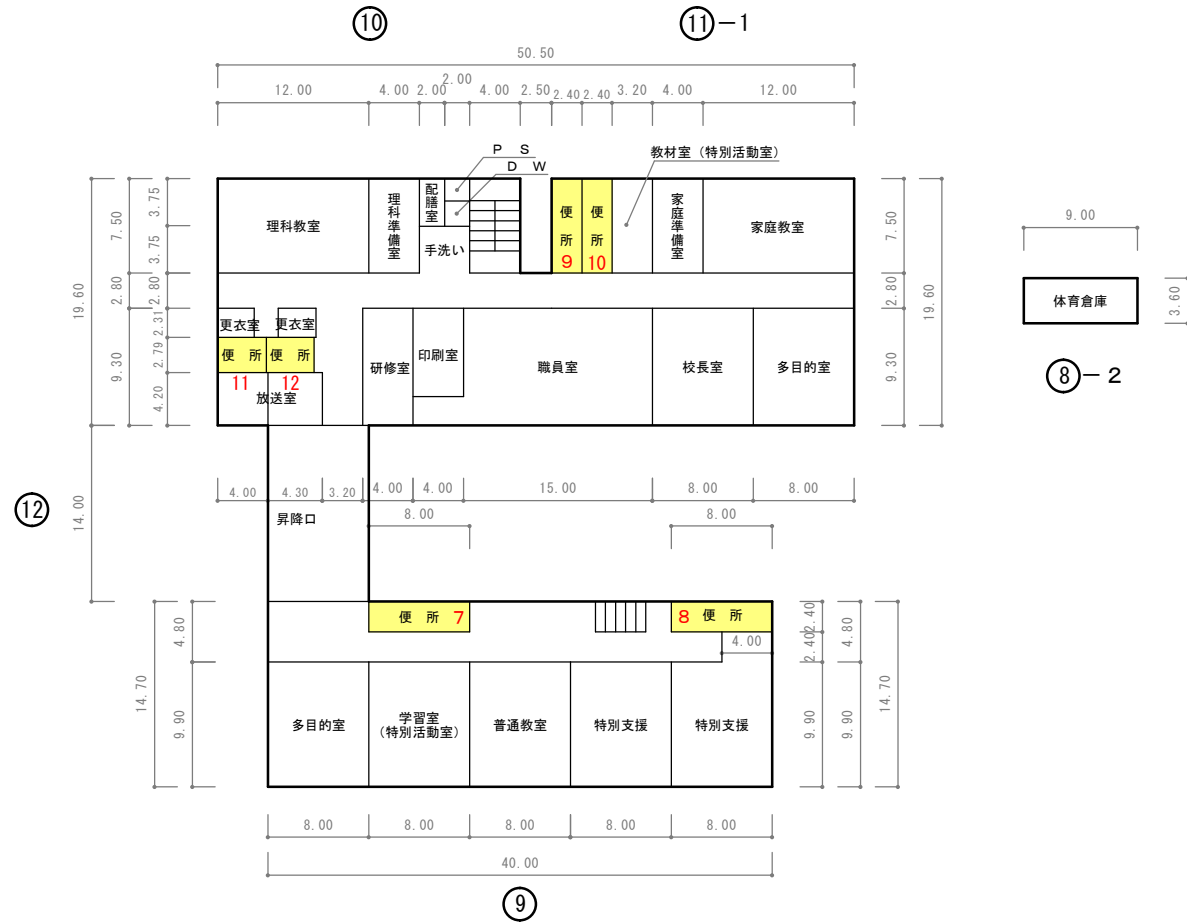 ⑩
⑪－1
50.50
2.00
12.00 4.00 2.00 4.00 2.50 2.40 2.40 3.20 4.00 12.00
Ｐ Ｓ
Ｄ Ｗ
教材室（特別活動室）
理科教室
理科準備室
配膳室
手洗い
便所
9
便所
10
家庭準備室
家庭教室
19.60
7.50
2.80
9.30
3.75
3.75
2.80
2.31
2.79
4.20
7.50
2.80
9.30
19.60
9.00
体育倉庫
3.60
⑧－２
更衣室
更衣室
便 所
便 所
11
12
放送室
研修室
印刷室
職員室
校長室
多目的室
4.00 4.30 3.20 4.00 4.00 15.00 8.00 8.00
8.00
8.00
⑫
14.00
昇降口
便 所 7
8 便 所
4.00
14.70
4.80
9.90
2.40
2.40
9.90
4.80
9.90
14.70
多目的室
学習室
（特別活動室）
普通教室
特別支援
特別支援
8.00 8.00 8.00 8.00 8.00
40.00
⑨